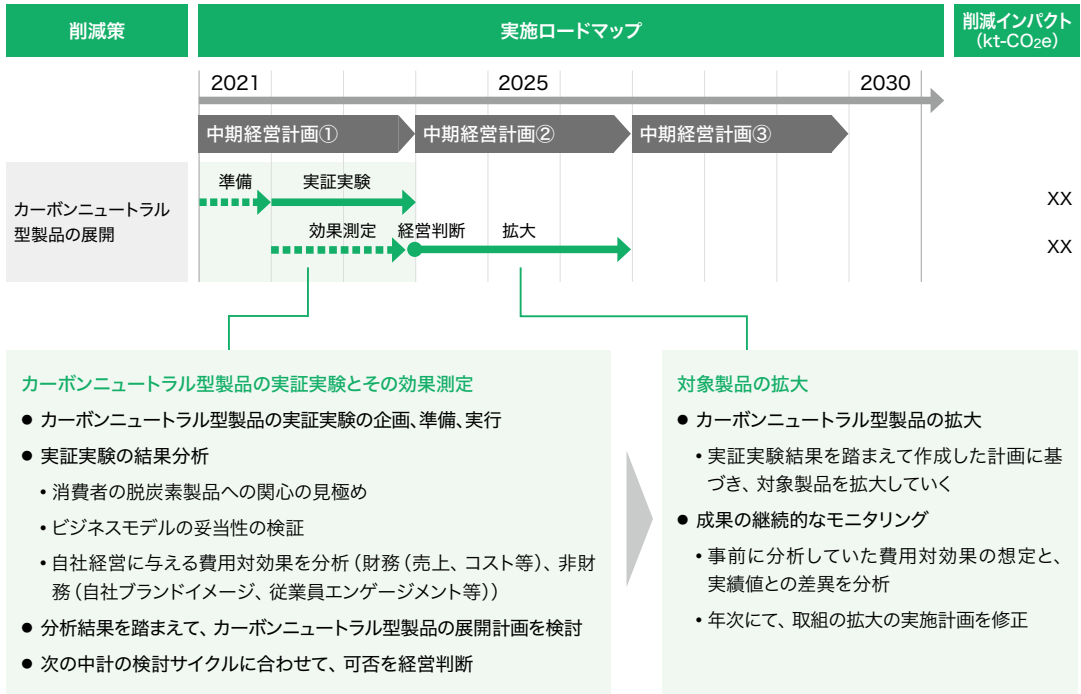 削減策
実施ロードマップ
削減インパクト
(kt-CO₂e)
2021
2025
2030
中期経営計画①
中期経営計画②
中期経営計画③
カーボンニュートラル
型製品の展開
準備
実証実験
XX
効果測定
経営判断
拡大
XX
カーボンニュートラル型製品の実証実験とその効果測定
● カーボンニュートラル型製品の実証実験の企画、準備、実行
● 実証実験の結果分析
• 消費者の脱炭素製品への関心の見極め
• ビジネスモデルの妥当性の検証
• 自社経営に与える費用対効果を分析（財務（売上、コスト等）、非財
務（自社ブランドイメージ、従業員エンゲージメント等））
● 分析結果を踏まえて、カーボンニュートラル型製品の展開計画を検討
● 次の中計の検討サイクルに合わせて、可否を経営判断
対象製品の拡大
● カーボンニュートラル型製品の拡大
• 実証実験結果を踏まえて作成した計画に基
づき、対象製品を拡大していく
● 成果の継続的なモニタリング
• 事前に分析していた費用対効果の想定と、
実績値との差異を分析
• 年次にて、取組の拡大の実施計画を修正